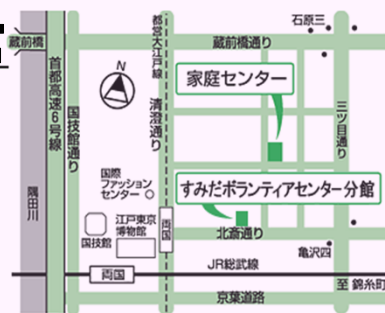 石原三
蔵前橋
蔵前橋通り
都営大江戸線
N
家庭センター
首都高速6号線
国技館通り
清澄通り
三ツ目通り
国際
ファッション
センター
すみだボランティアセンター分館
隅田川
江戸東京
博物館
国技館
両国
北斎通り
亀沢四
JR総武線
両国
至 錦糸町
京葉道路